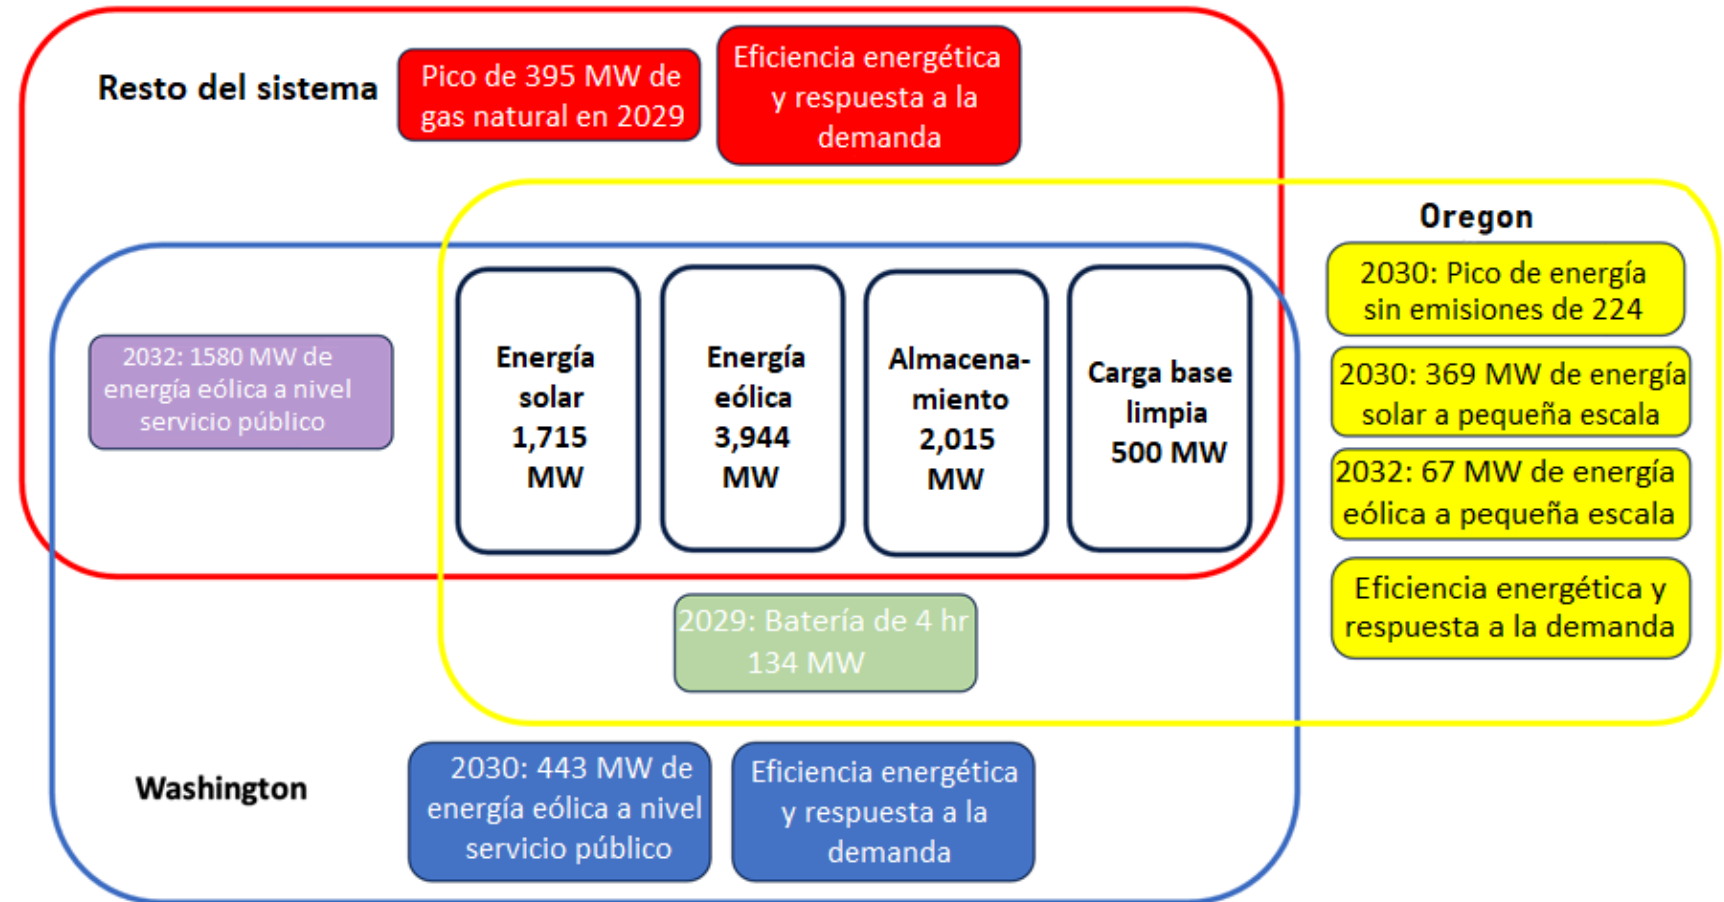 Resto del sistema
Pico de 395 MW de
gas natural en 2029
Eficiencia energética
y respuesta a la
demanda
Oregon
2030: Pico de energía
sin emisiones de 224
2030: 369 MW de energía
solar a pequeña escala
2032: 67 MW de energía
eólica a pequeña escala
Eficiencia energética y
respuesta a la demanda
2032: 1580 MW de
energía eólica a nivel
servicio público
Energía
solar
1,715
MW
Energía
eólica
3,944
MW
Almacena-
miento
2,015
MW
Carga base
limpia
500 MW
2029: Batería de 4 hr
134 MW
Washington
2030: 443 MW de
energía eólica a nivel
servicio público
Eficiencia energética
y respuesta a la
demanda